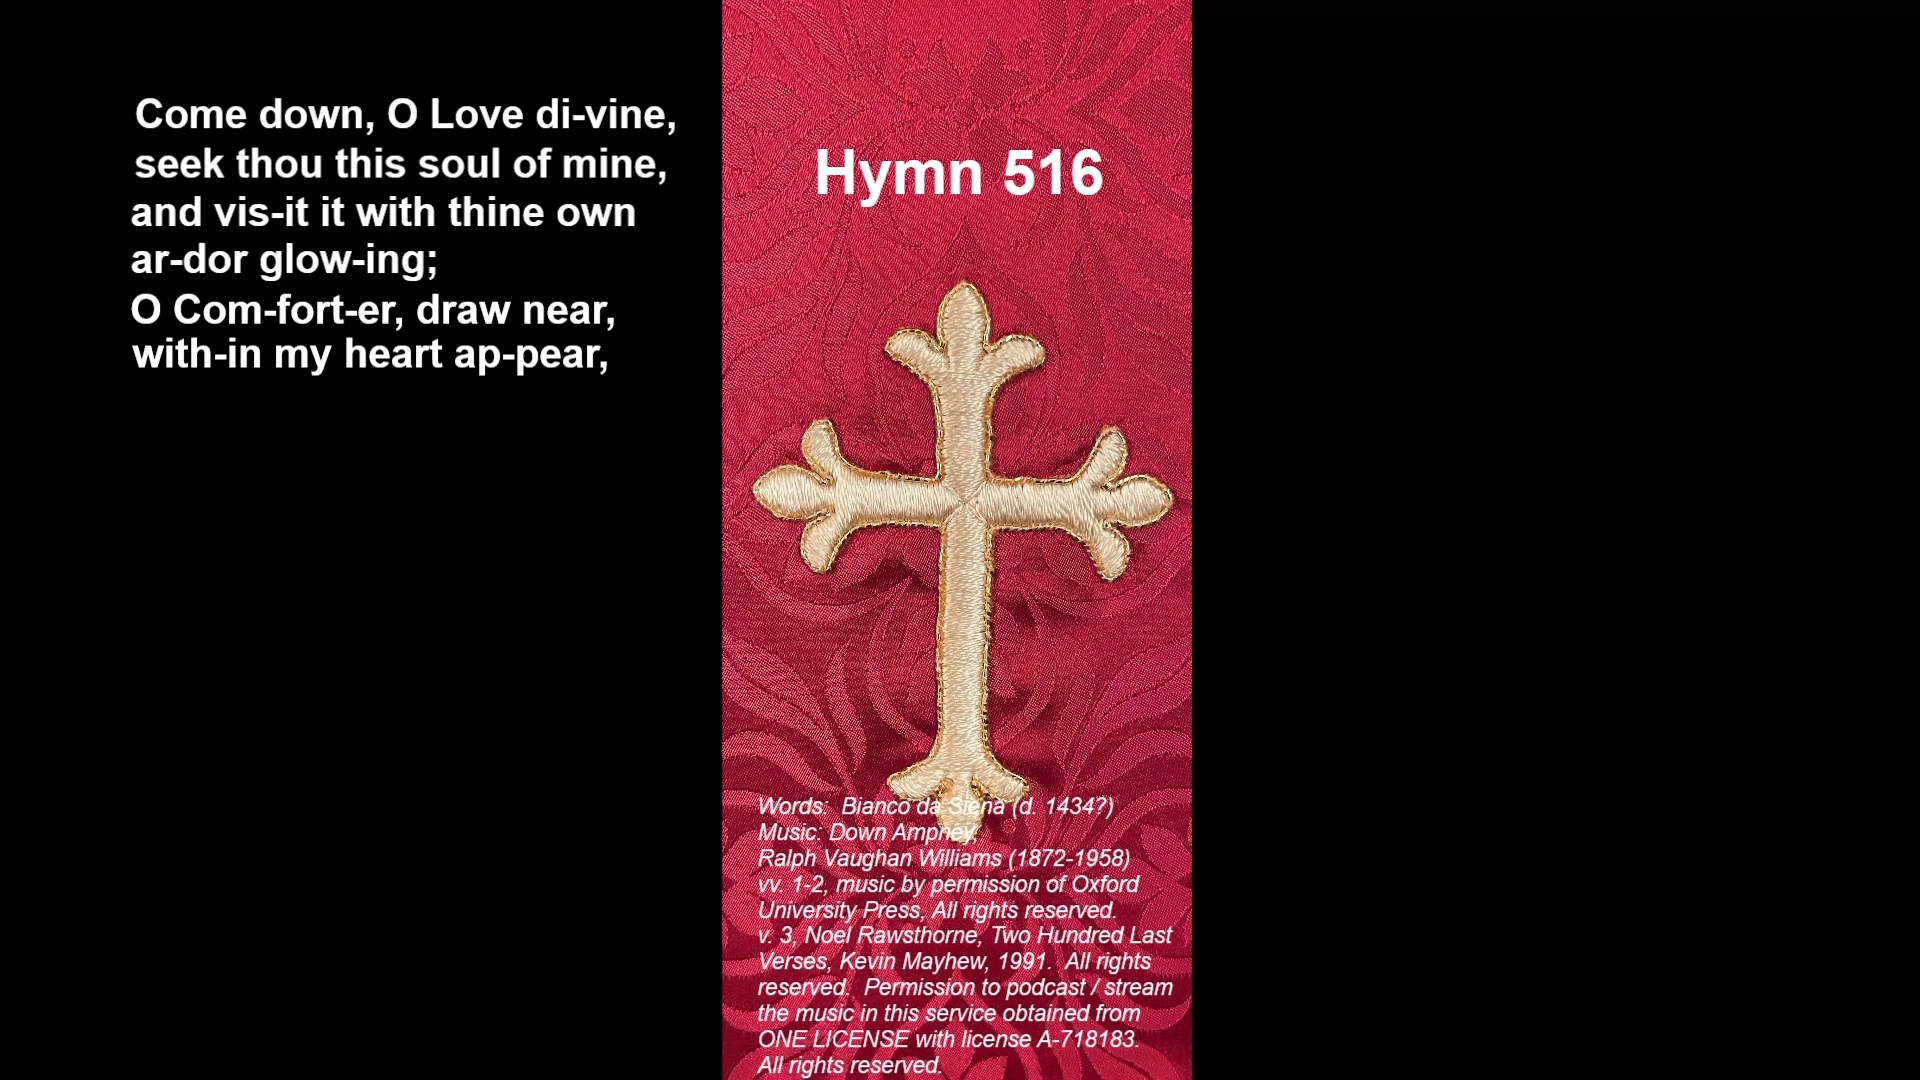 Come down, O Love di-vine,
seek thou this soul of mine,
and vis-it it with thine own
ar-dor glow-ing;
O Com-fort-er, draw near,
with-in my heart ap-pear,
Hymn 516
Words:  Bianco da Siena (d. 1434?)
Music: Down Ampney,
Ralph Vaughan Williams (1872-1958)
vv. 1-2, music by permission of Oxford
University Press, All rights reserved.
v. 3, Noel Rawsthorne, Two Hundred Last
Verses, Kevin Mayhew, 1991.  All rights
reserved.  Permission to podcast / stream
the music in this service obtained from
ONE LICENSE with license A-718183.
All rights reserved.